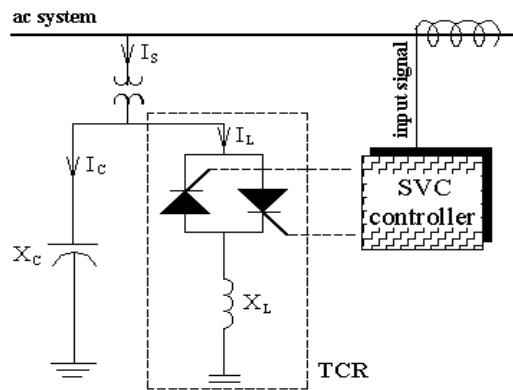 ac system
I_S
input signal
I_L
I_C
SVC
controller
X_C
X_L
TCR